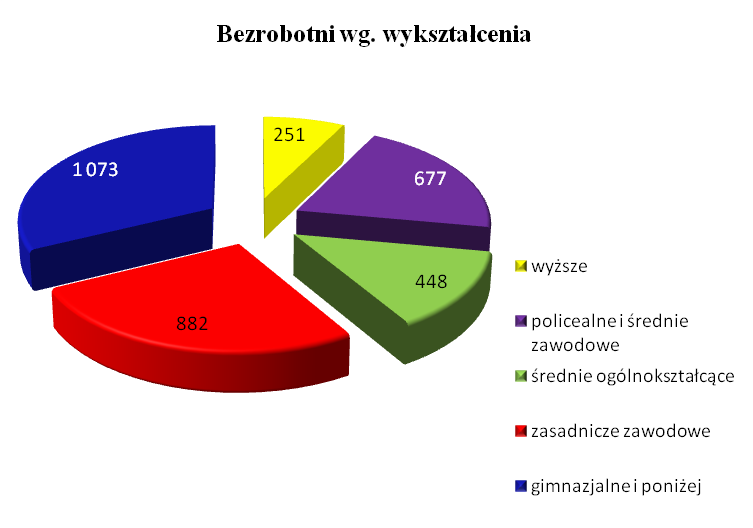 Bezrobotni wg. wykształcenia
251
1 073
677
448
882
wyższe
policealne i średnie
zawodowe
średnie ogólnokształcące
zasadnicze zawodowe
gimnazjalne i poniżej